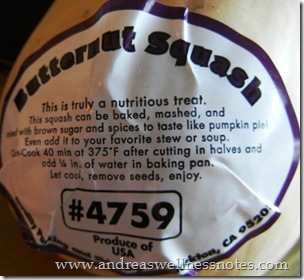 Butternut Squash
This is truly a nutritious treat.
This squash can be baked, mashed, and
with brown sugar and spices to taste like pumpkin pie!
Even add it to your favorite stew or soup.
Cook 40 min at 375°F after cutting in halves and
add ¼ in. of water in baking pan.
Let cool, remove seeds, enjoy.
#4759
Produce of
USA
CA
www.andreaswellnessnotes.com